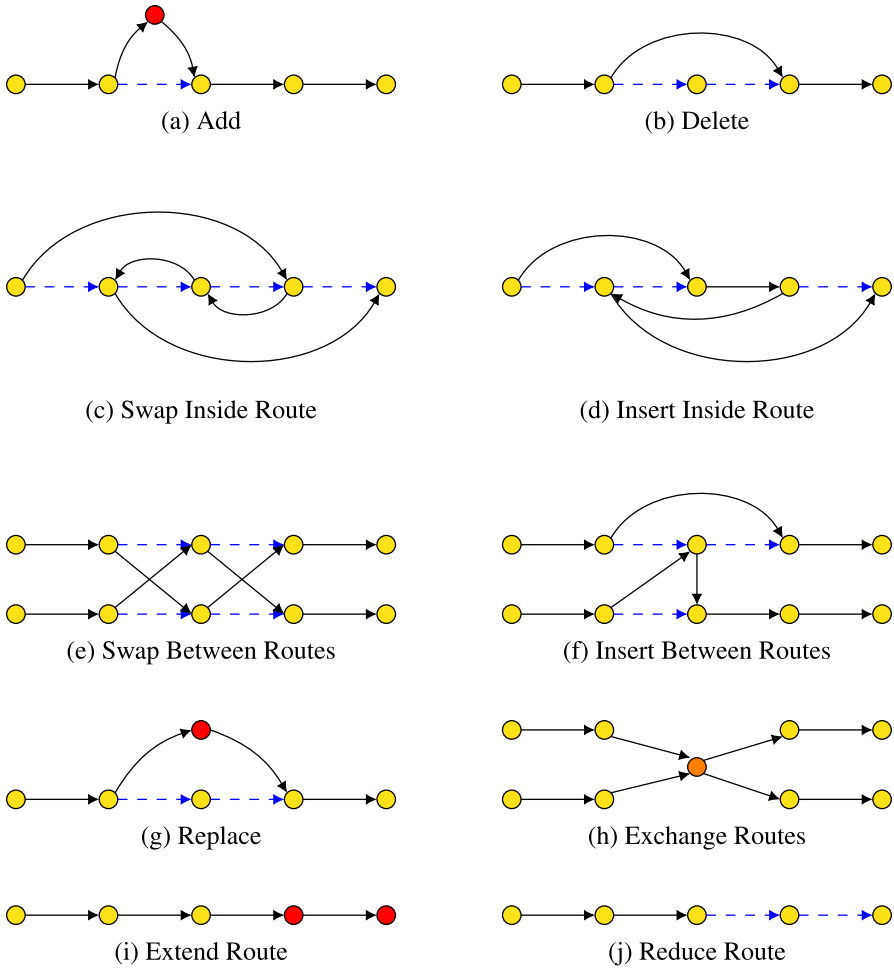 (a) Add
(b) Delete
(c) Swap Inside Route
(d) Insert Inside Route
(e) Swap Between Routes
(f) Insert Between Routes
(g) Replace
(h) Exchange Routes
(i) Extend Route
(j) Reduce Route